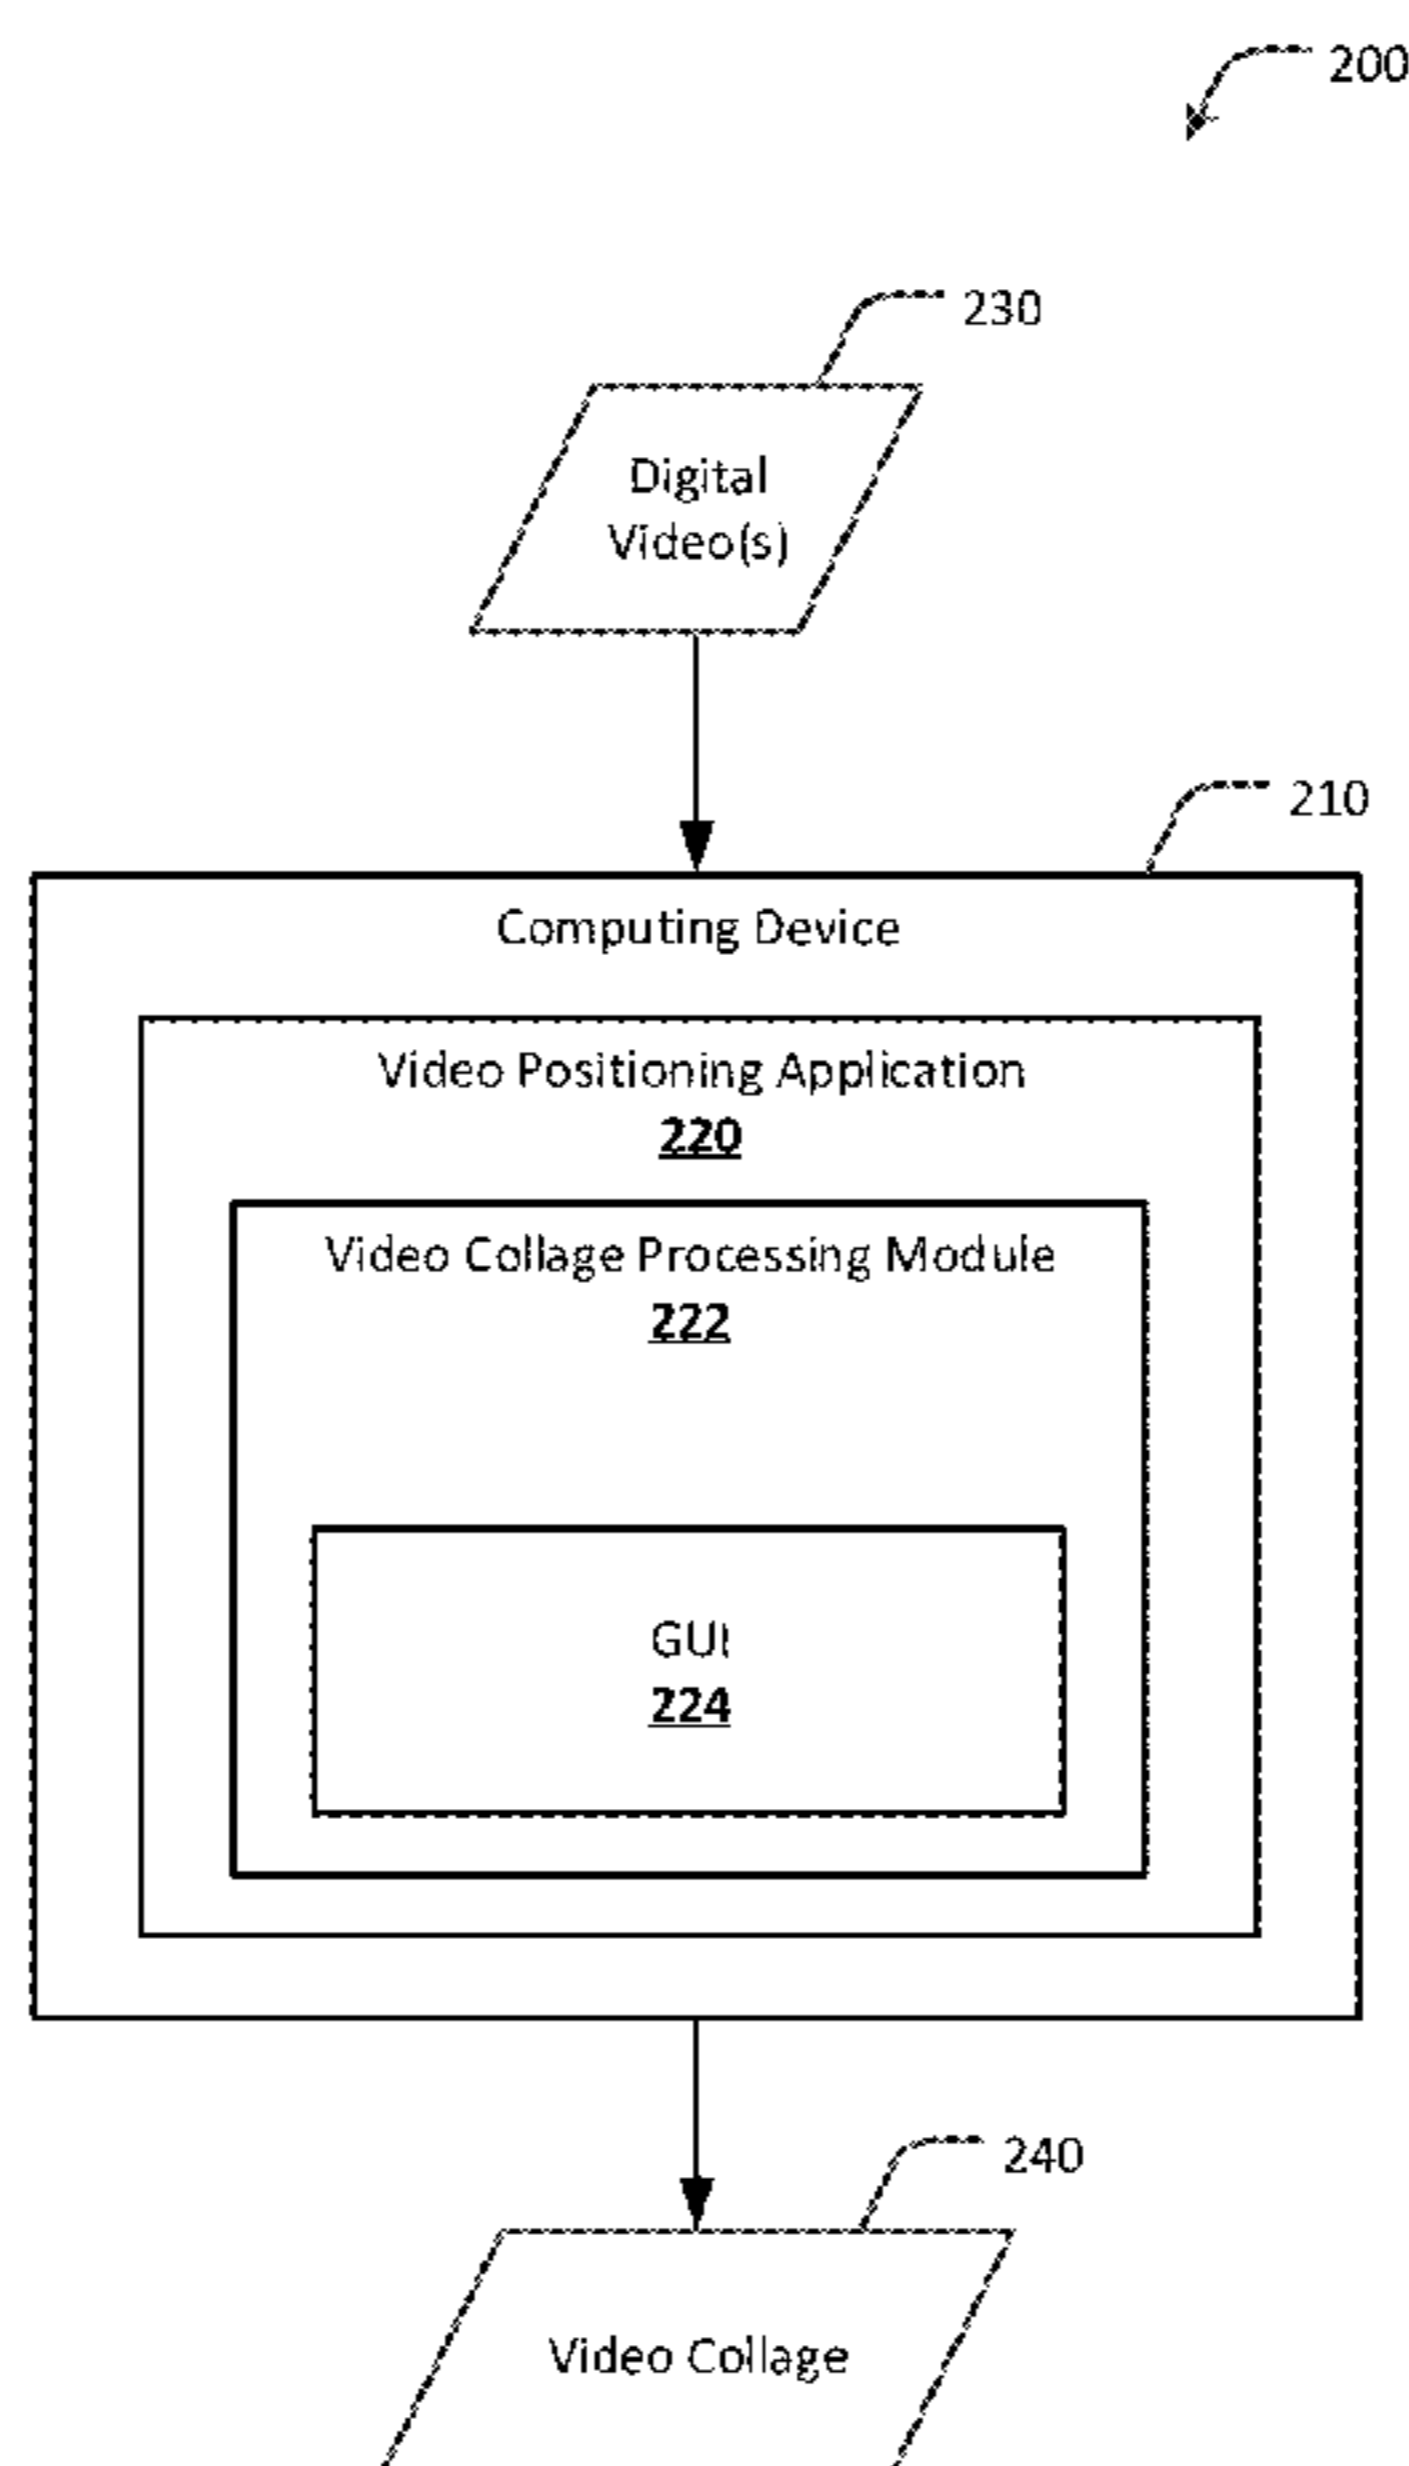 200
230
Digital
Video(s)
210
Computing Device
Video Positioning Application
220
Video Collage Processing Module
222
GUI
224
240
Video Collage